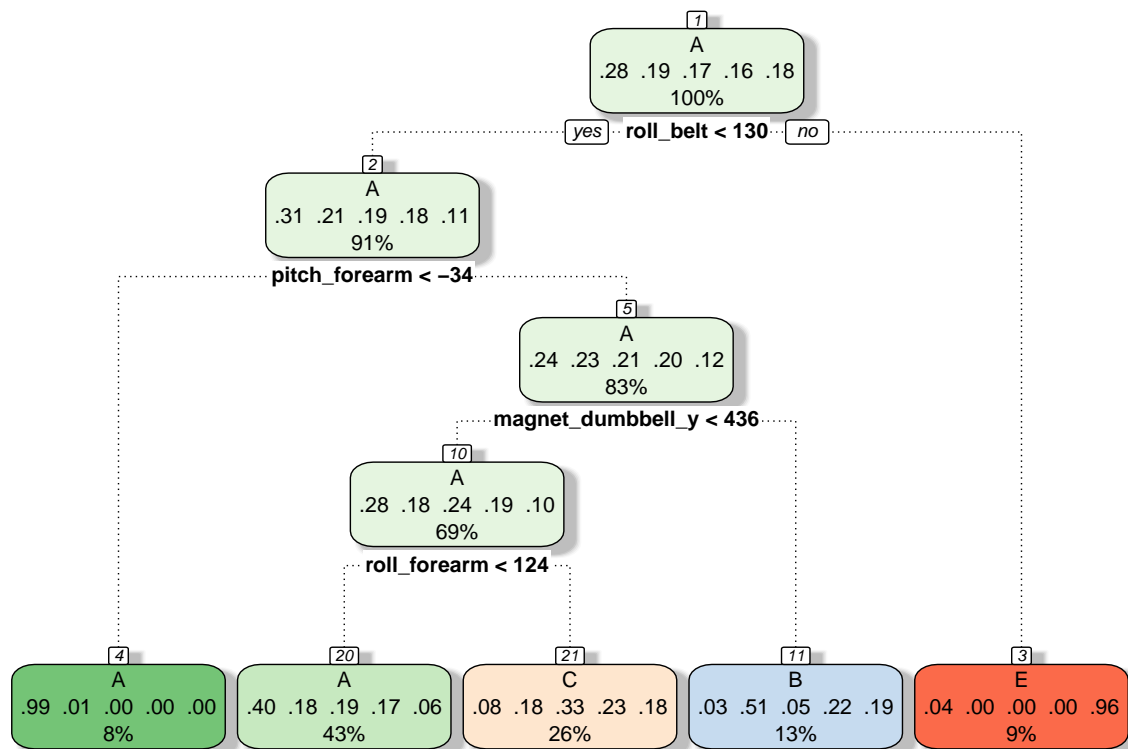 1
A
.28 .19 .17 .16 .18
100%
yes roll_belt < 130 no
2
A
.31 .21 .19 .18 .11
91%
pitch_forearm < −34
5
A
.24 .23 .21 .20 .12
83%
magnet_dumbbell_y < 436
10
A
.28 .18 .24 .19 .10
69%
roll_forearm < 124
4
A
.99 .01 .00 .00 .00
8%
20
A
.40 .18 .19 .17 .06
43%
21
C
.08 .18 .33 .23 .18
26%
11
B
.03 .51 .05 .22 .19
13%
3
E
.04 .00 .00 .00 .96
9%